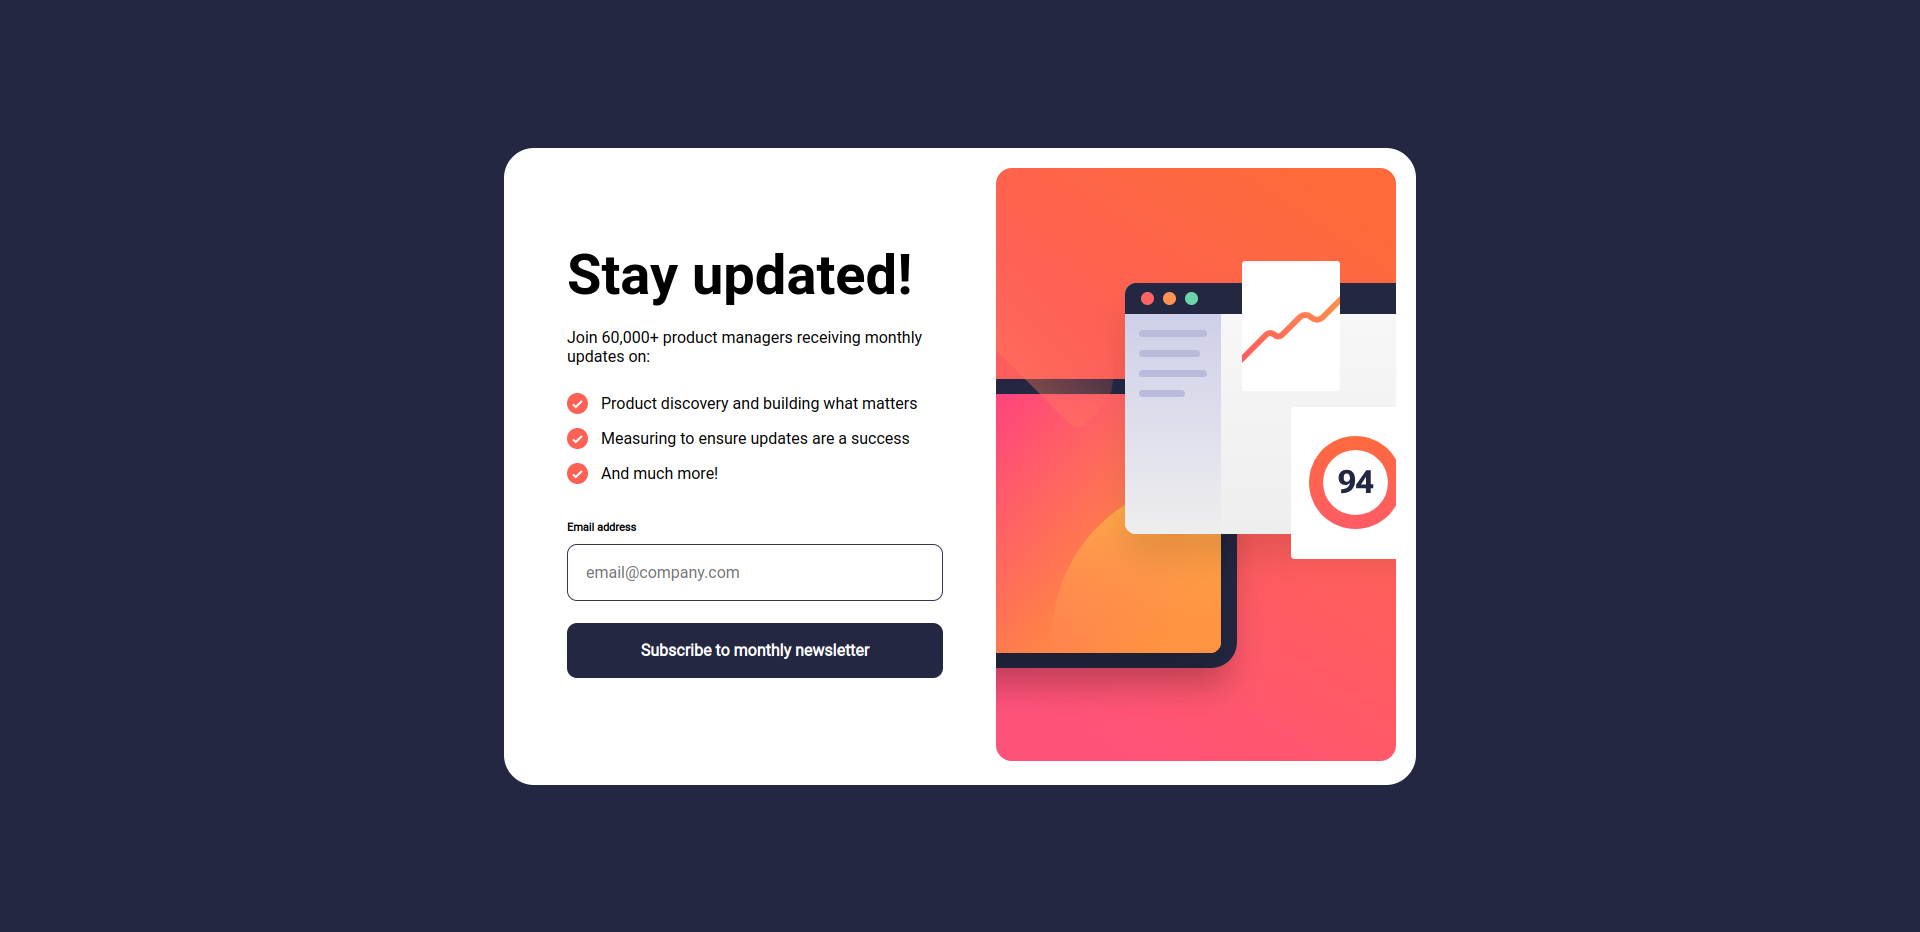 Stay updated!
Join 60,000+ product managers receiving monthly
updates on:
Product discovery and building what matters
Measuring to ensure updates are a success
And much more!
Email address
email@company.com
Subscribe to monthly newsletter
94